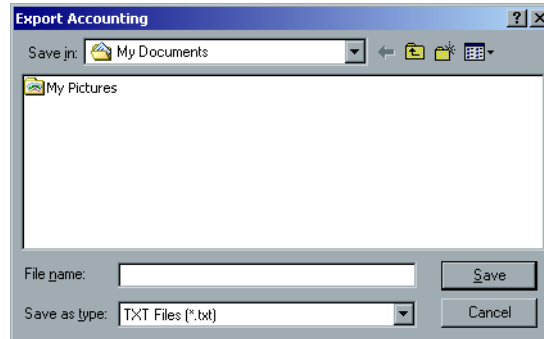 Export Accounting
Save in: My Documents
My Pictures
File name: Save
Save as type: TXT Files (*.txt) Cancel